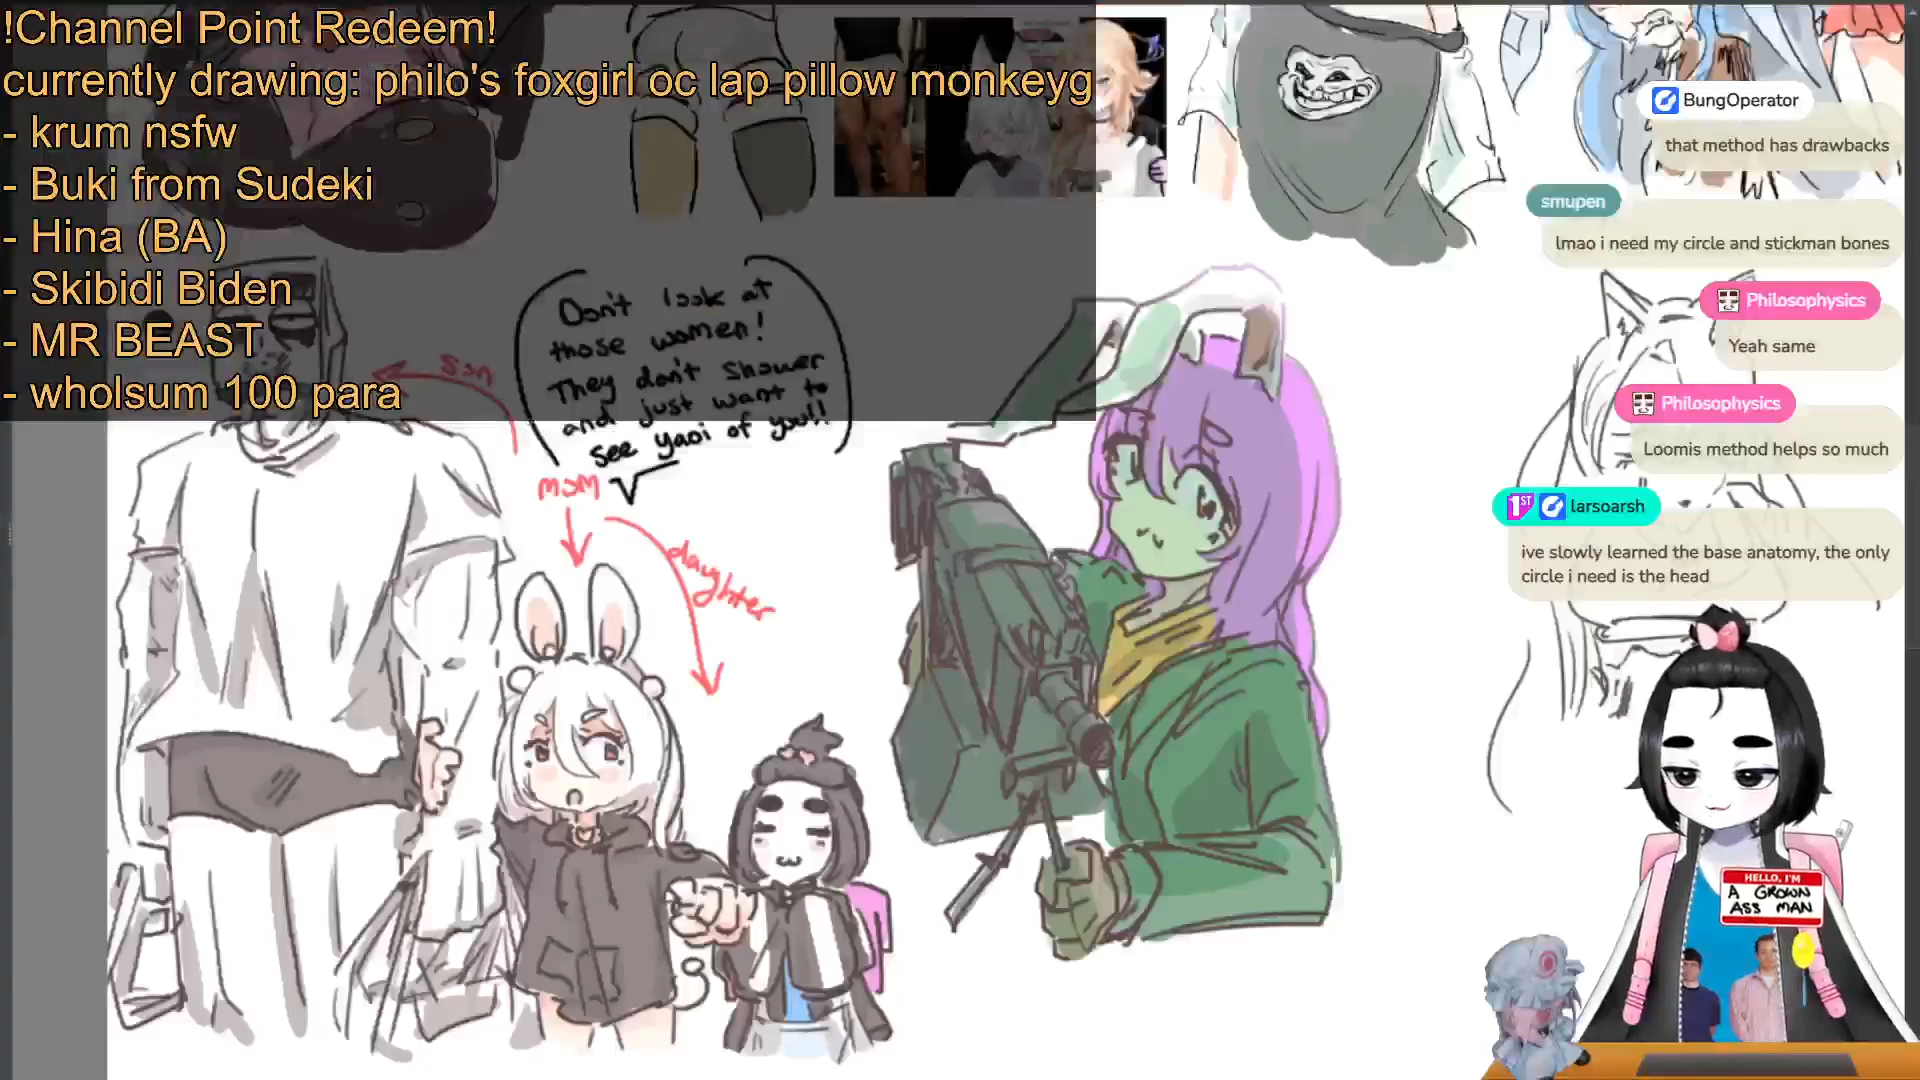 !Channel Point Redeem!
currently drawing: philo's foxgirl oc lap pillow monkeyg
- krum nsfw
- Buki from Sudeki
- Hina (BA)
- Skibidi Biden
- MR BEAST
- wholsum 100 para
Don't look at
those women!
They don't shower
and just want to
see yaoi of you!!
son
mom
daughter
BungOperator
that method has drawbacks
smupen
lmao i need my circle and stickman bones
Philosophysics
Yeah same
Philosophysics
Loomis method helps so much
1ST
larsoarsh
ive slowly learned the base anatomy, the only
circle i need is the head
HELLO, I'M
A GROWN
ASS MAN